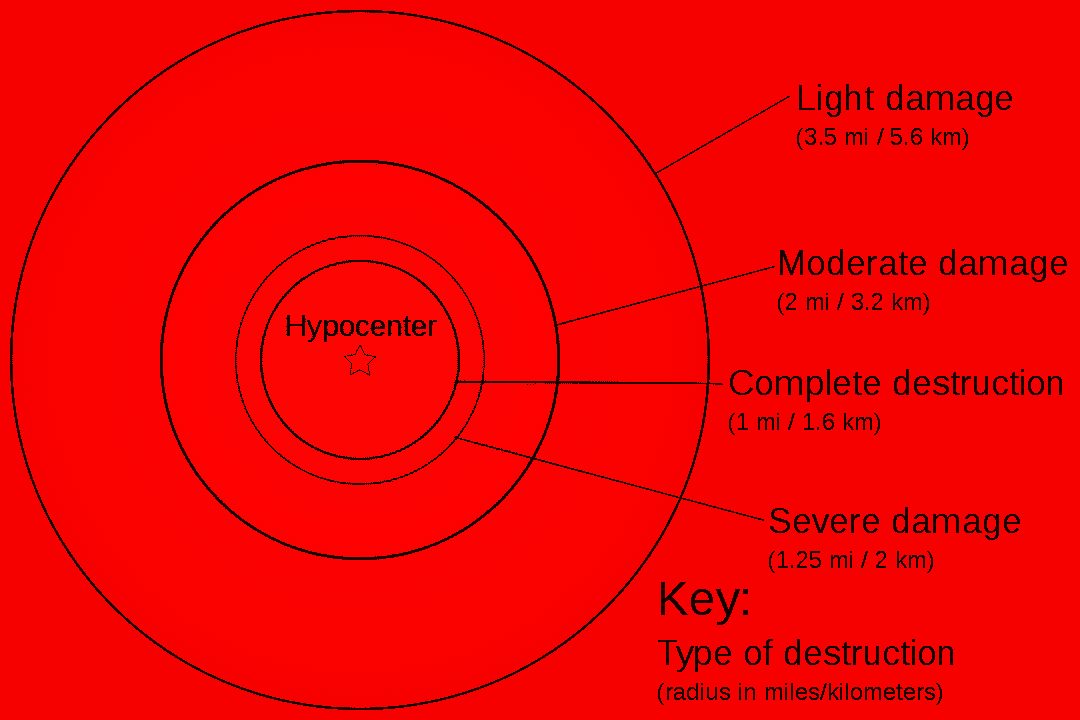 Light damage
(3.5 mi / 5.6 km)
Moderate damage
(2 mi / 3.2 km)
Hypocenter
Complete destruction
(1 mi / 1.6 km)
Severe damage
(1.25 mi / 2 km)
Key:
Type of destruction
(radius in miles/kilometers)